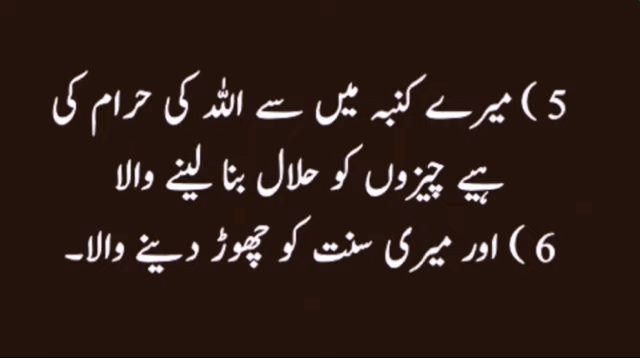 5) میرے کنبہ میں سے اللہ کی حرام کی
ہیے چیزوں کو حلال بنا لینے والا
6) اور میری سنت کو چھوڑ دینے والا۔